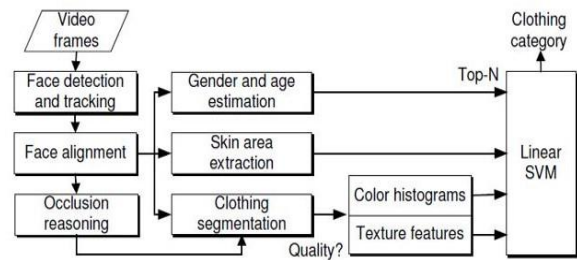 Video
frames
Clothing
category
Face detection
and tracking
Gender and age
estimation
Top-N
Face alignment
Skin area
extraction
Linear
SVM
Occlusion
reasoning
Clothing
segmentation
Color histograms
Texture features
Quality?